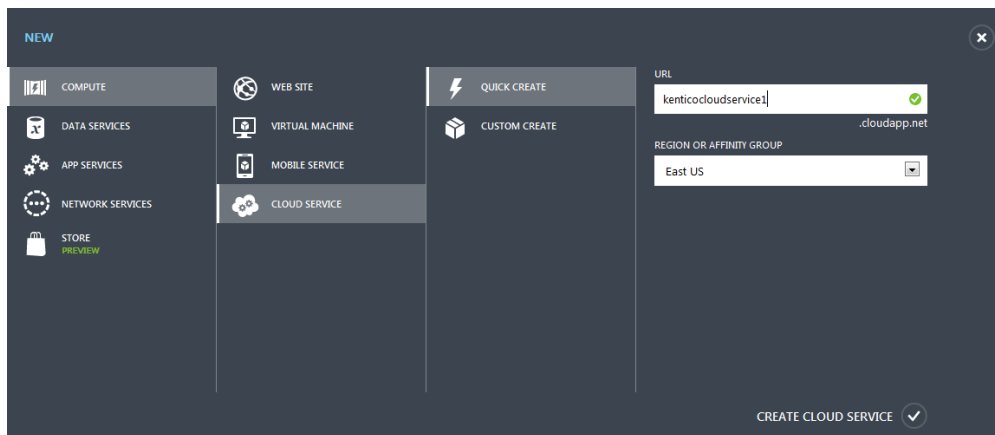 NEW
COMPUTE
DATA SERVICES
APP SERVICES
NETWORK SERVICES
STORE
PREVIEW
WEB SITE
VIRTUAL MACHINE
MOBILE SERVICE
CLOUD SERVICE
QUICK CREATE
CUSTOM CREATE
URL
kenticocloudservice1
.cloudapp.net
REGION OR AFFINITY GROUP
East US
CREATE CLOUD SERVICE